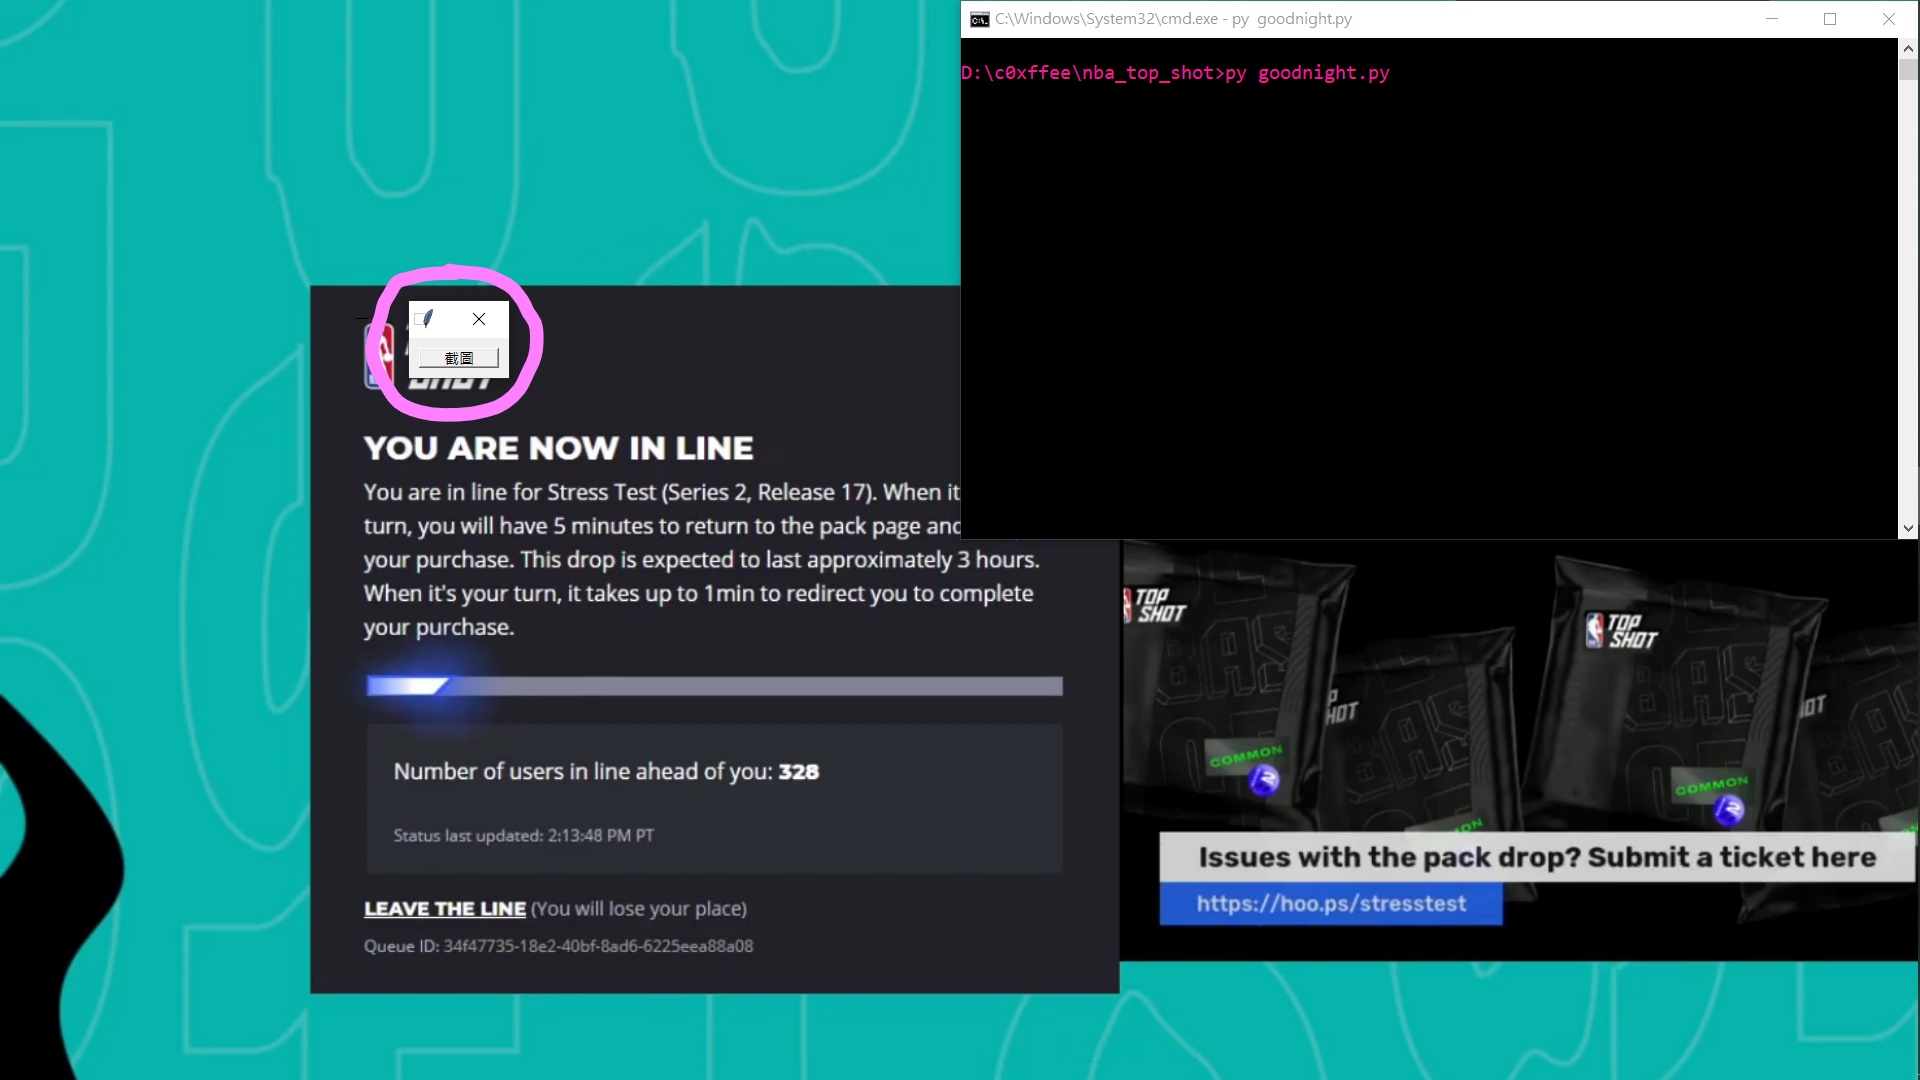 C:\Windows\System32\cmd.exe - py  goodnight.py
D:\c0xffee\nba_top_shot>py goodnight.py
截圖
SHOT
YOU ARE NOW IN LINE
You are in line for Stress Test (Series 2, Release 17). When it
turn, you will have 5 minutes to return to the pack page and
your purchase. This drop is expected to last approximately 3 hours.
When it's your turn, it takes up to 1min to redirect you to complete
your purchase.
Number of users in line ahead of you: 328
Status last updated: 2:13:48 PM PT
LEAVE THE LINE (You will lose your place)
Queue ID: 34f47735-18e2-40bf-8ad6-6225eea88a08
TOP
SHOT
TOP
SHOT
COMMON
COMMON
Issues with the pack drop? Submit a ticket here
https://hoo.ps/stresstest